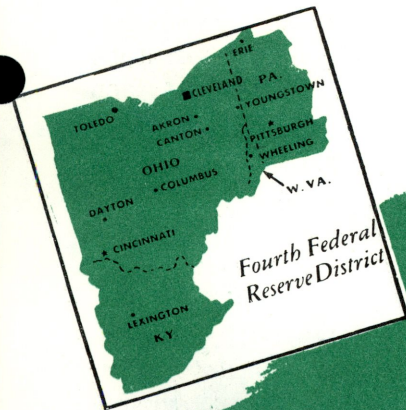 ERIE
CLEVELAND PA.
TOLEDO
YOUNGSTOWN
AKRON
CANTON
PITTSBURGH
OHIO
WHEELING
COLUMBUS
W. VA.
DAYTON
CINCINNATI
Fourth Federal
Reserve District
LEXINGTON
KY